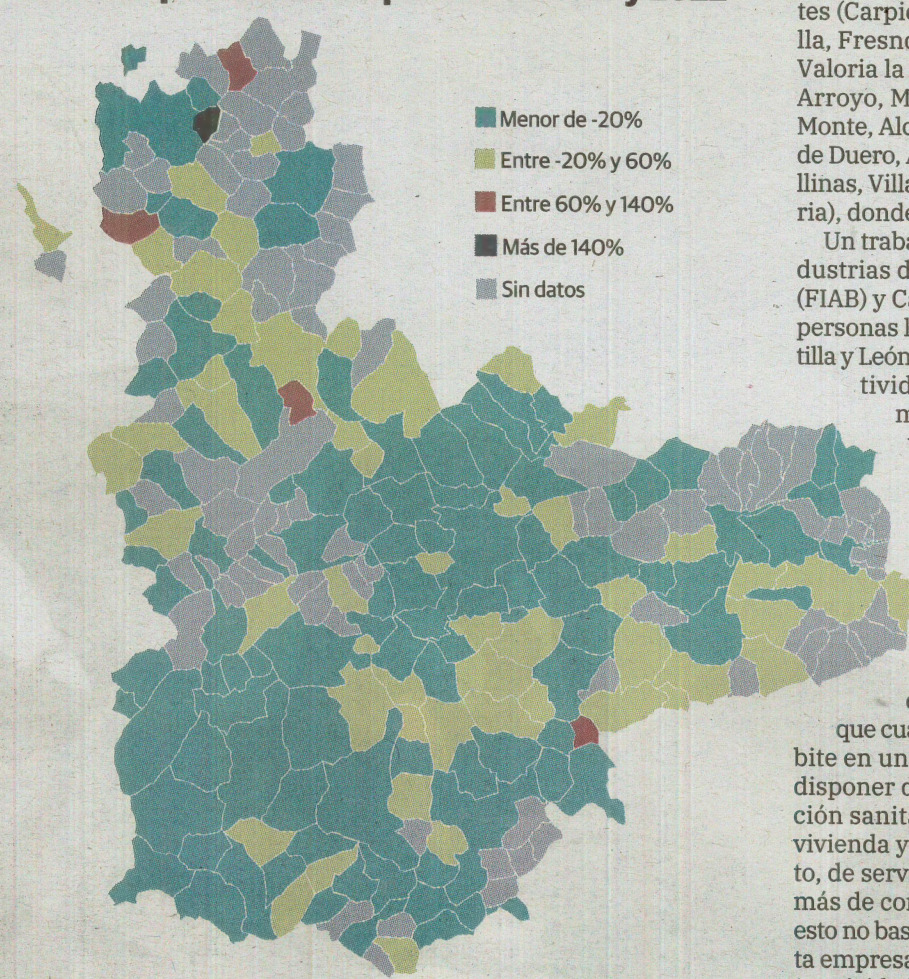 Menor de -20%
Entre -20% y 60%
Entre 60% y 140%
Más de 140%
Sin datos
tes (Carpio
lla, Fresno
Valoria la
Arroyo, M
Monte, Alc
de Duero, A
llinas, Villa
ria), donde
Un traba
dustrias d
(FIAB) y Ca
personas l
tilla y León
tivid
m
que cua
bite en un
disponer d
ción sanita
vivienda y
to, de serv
más de co
esto no bas
ta empresa